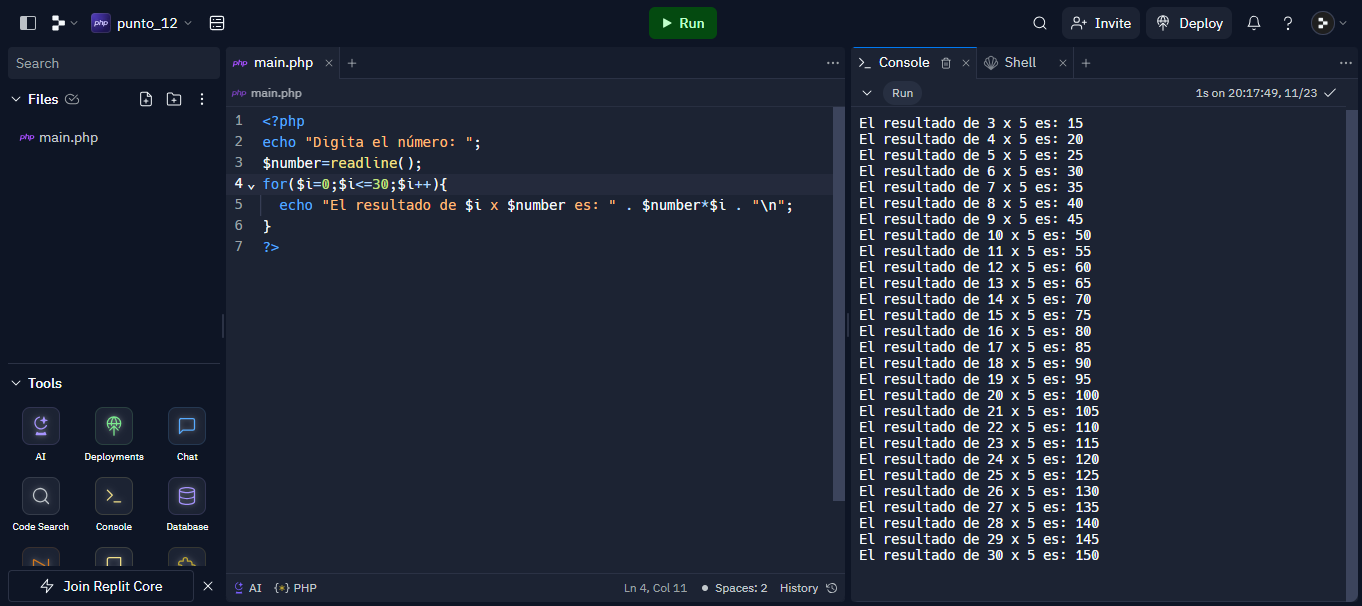 php punto_12
Run
Invite
Deploy
Search
Files
php main.php
Tools
AI
Deployments
Chat
Code Search
Console
Database
Join Replit Core
php main.php
php main.php
1 <?php
2 echo "Digita el número: ";
3 $number=readline();
4 for($i=0;$i<=30;$i++){
5 echo "El resultado de $i x $number es: " . $number*$i . "\n";
6 }
7 ?>
AI {} PHP
Ln 4, Col 11
Spaces: 2
History
Console
Shell
Run
1s on 20:17:49, 11/23
El resultado de 3 x 5 es: 15
El resultado de 4 x 5 es: 20
El resultado de 5 x 5 es: 25
El resultado de 6 x 5 es: 30
El resultado de 7 x 5 es: 35
El resultado de 8 x 5 es: 40
El resultado de 9 x 5 es: 45
El resultado de 10 x 5 es: 50
El resultado de 11 x 5 es: 55
El resultado de 12 x 5 es: 60
El resultado de 13 x 5 es: 65
El resultado de 14 x 5 es: 70
El resultado de 15 x 5 es: 75
El resultado de 16 x 5 es: 80
El resultado de 17 x 5 es: 85
El resultado de 18 x 5 es: 90
El resultado de 19 x 5 es: 95
El resultado de 20 x 5 es: 100
El resultado de 21 x 5 es: 105
El resultado de 22 x 5 es: 110
El resultado de 23 x 5 es: 115
El resultado de 24 x 5 es: 120
El resultado de 25 x 5 es: 125
El resultado de 26 x 5 es: 130
El resultado de 27 x 5 es: 135
El resultado de 28 x 5 es: 140
El resultado de 29 x 5 es: 145
El resultado de 30 x 5 es: 150